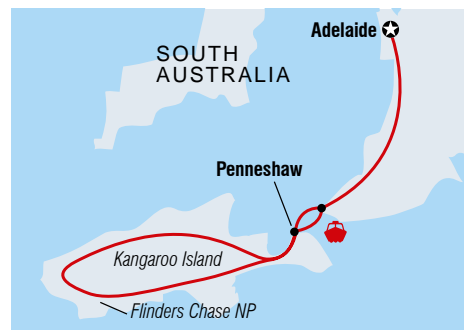 Adelaide
SOUTH
AUSTRALIA
Penneshaw
Kangaroo Island
Flinders Chase NP